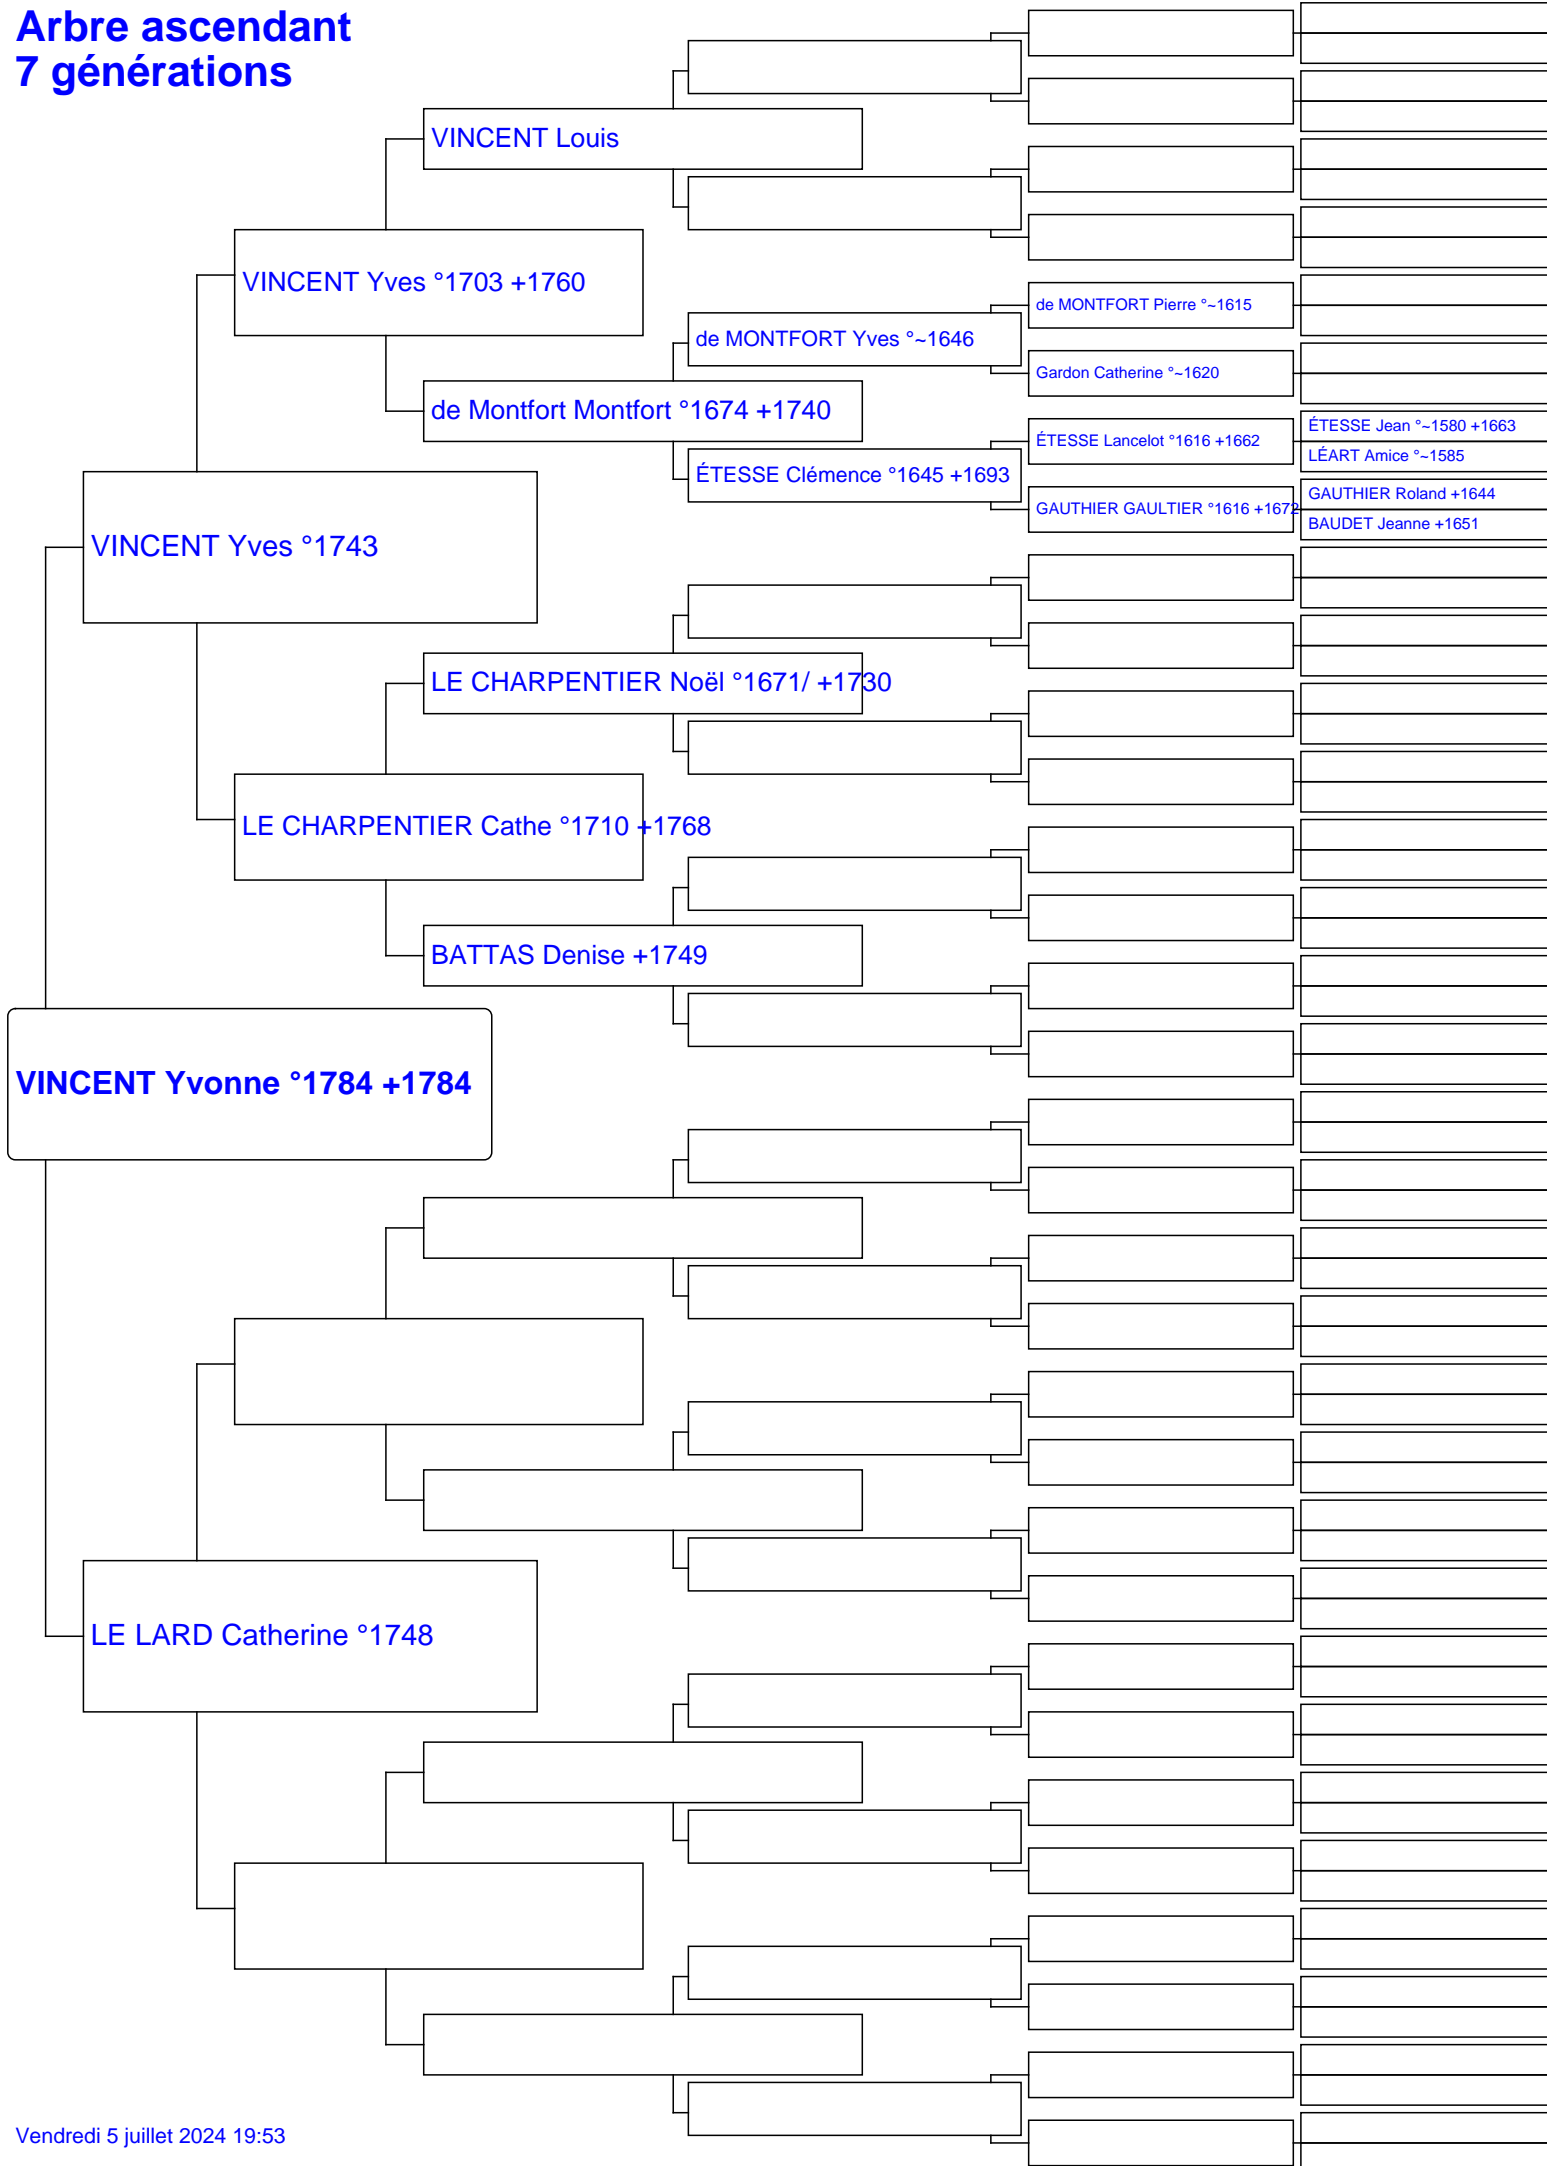 Arbre ascendant
7 générations
VINCENT Louis
VINCENT Yves °1703 +1760
de MONTFORT Pierre °~1615
de MONTFORT Yves °~1646
Gardon Catherine °~1620
de Montfort Montfort °1674 +1740
ÉTESSE Jean °~1580 +1663
ÉTESSE Lancelot °1616 +1662
LÉART Amice °~1585
ÉTESSE Clémence °1645 +1693
GAUTHIER Roland +1644
GAUTHIER GAULTIER °1616 +1672
BAUDET Jeanne +1651
VINCENT Yves °1743
LE CHARPENTIER Noël °1671/ +1730
LE CHARPENTIER Cathe °1710 +1768
BATTAS Denise +1749
VINCENT Yvonne °1784 +1784
LE LARD Catherine °1748
Vendredi 5 juillet 2024 19:53